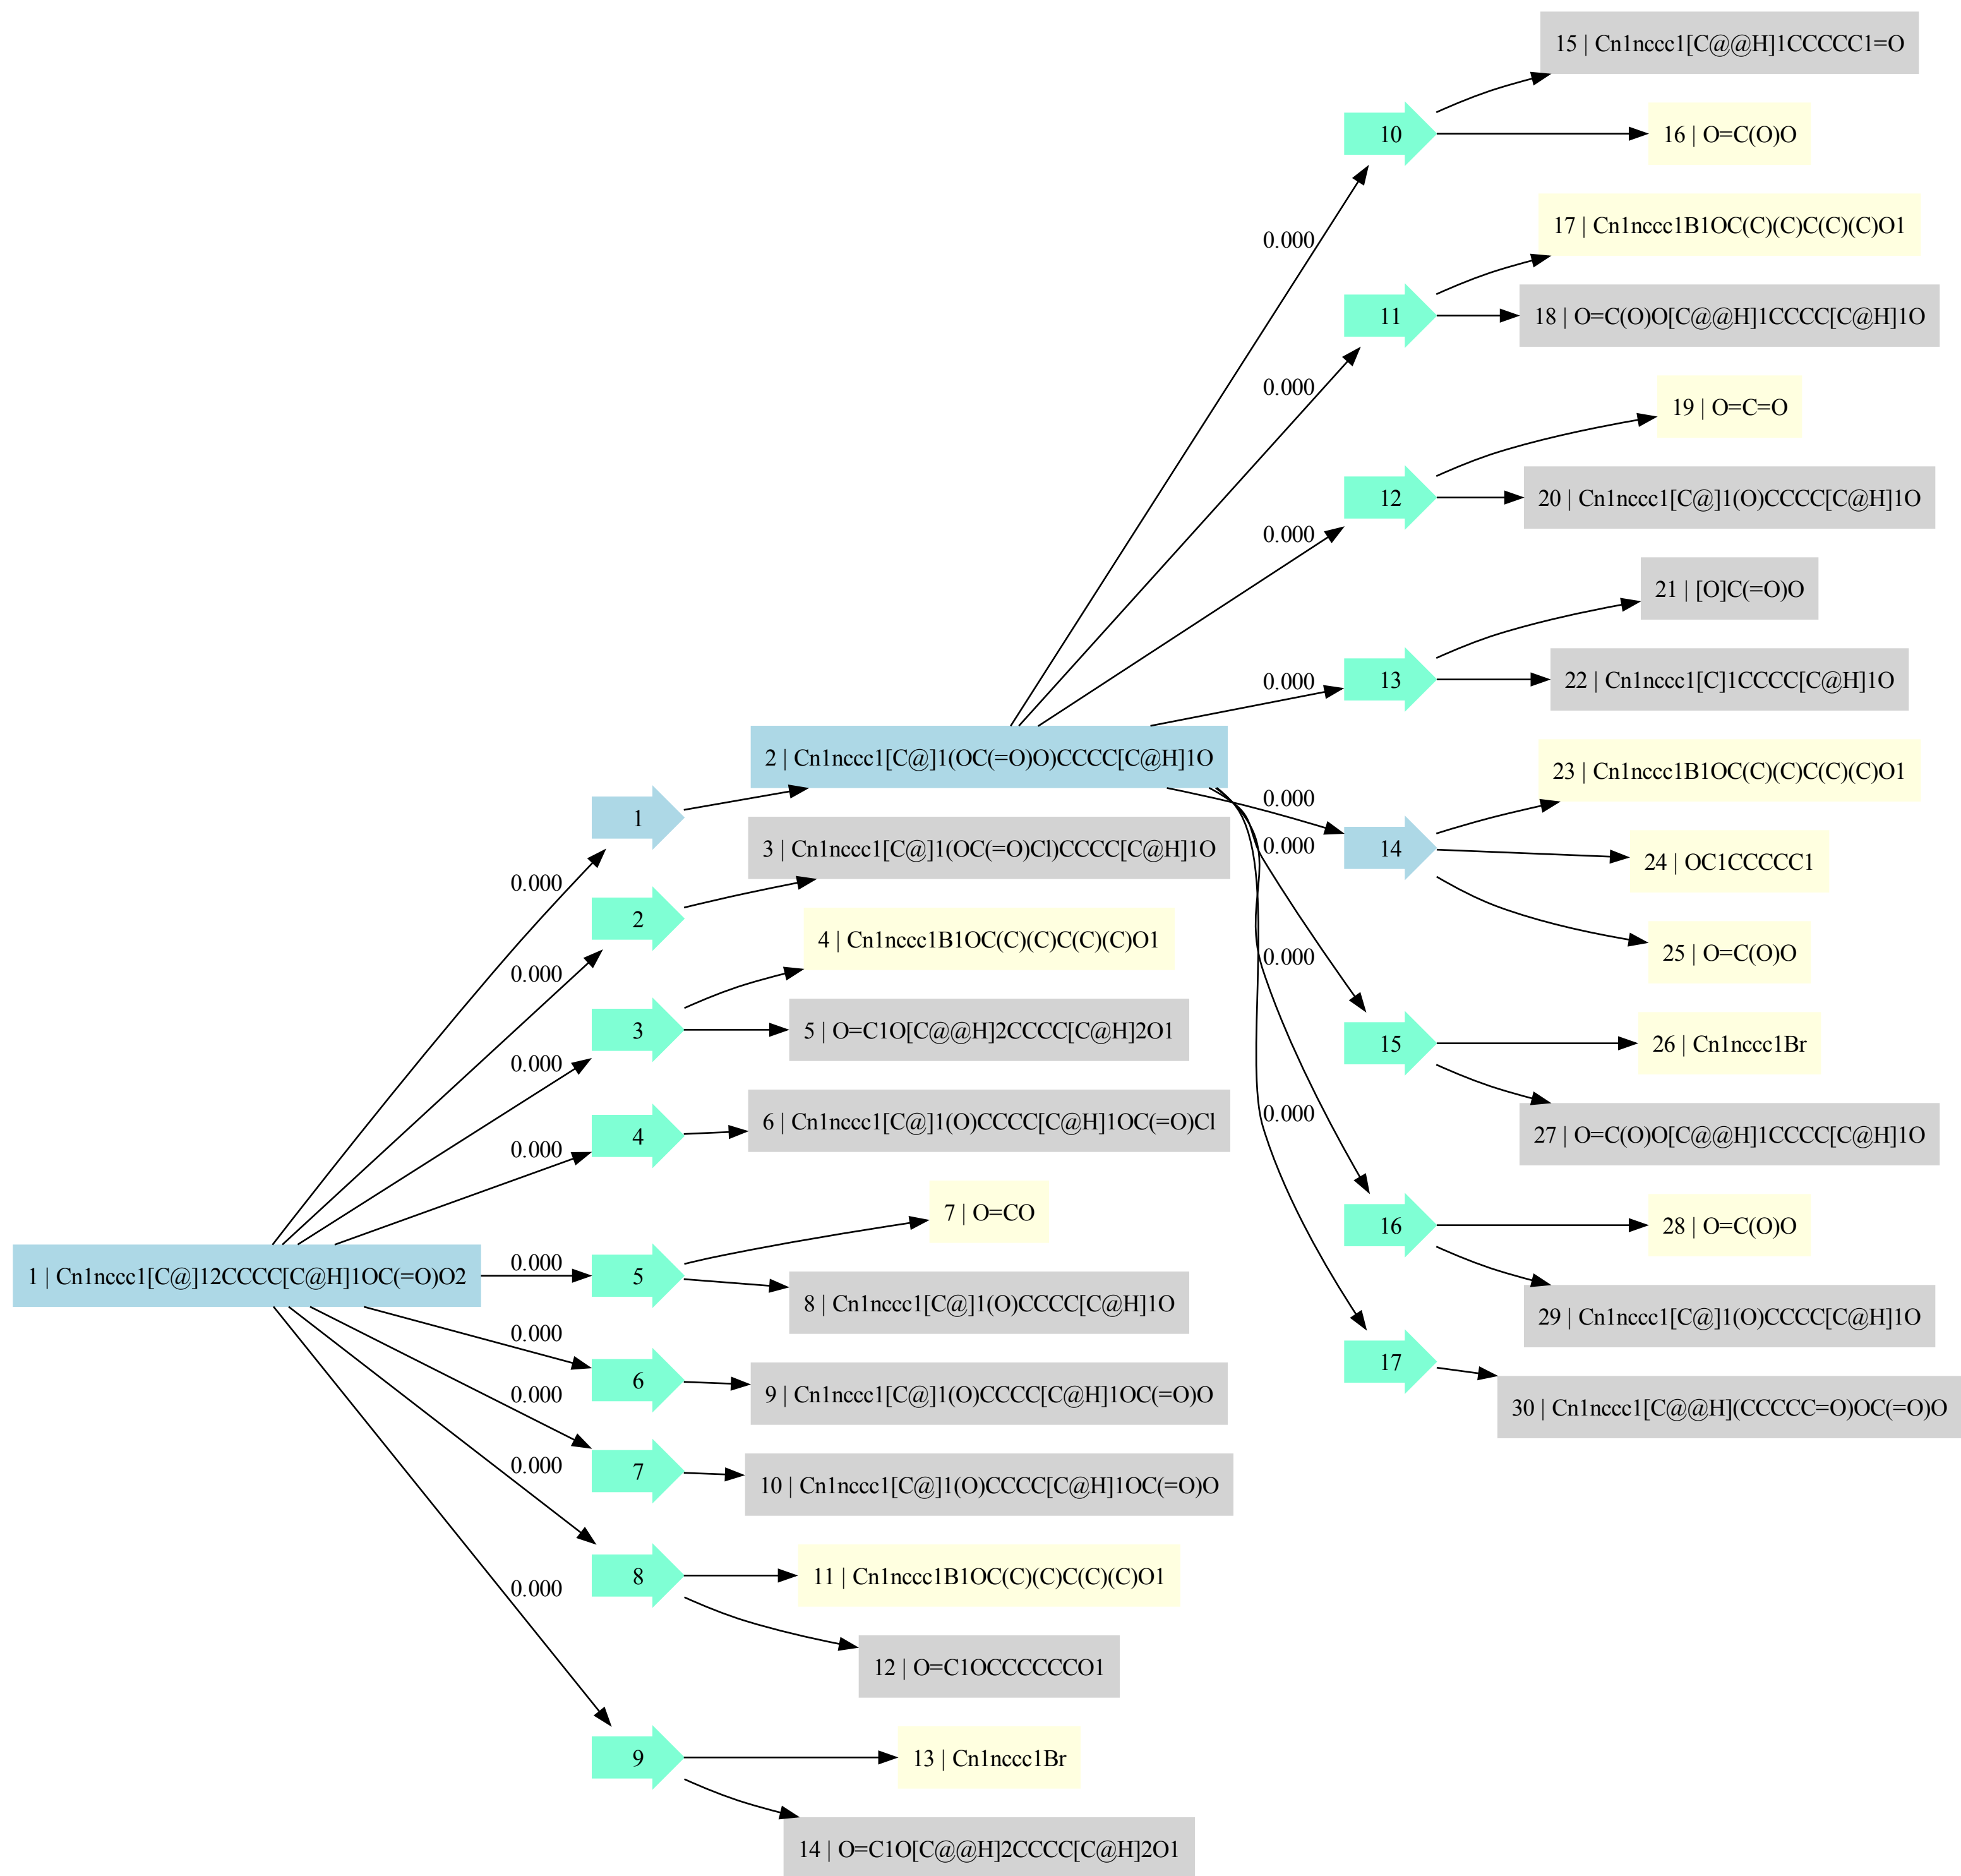 15 | Cn1nccc1[C@@H]1CCCCC1=O
10
16 | O=C(O)O
17 | Cn1nccc1B1OC(C)(C)C(C)(C)O1
0.000
11
18 | O=C(O)O[C@@H]1CCCC[C@H]1O
0.000
19 | O=C=O
12
20 | Cn1nccc1[C@]1(O)CCCC[C@H]1O
0.000
21 | [O]C(=O)O
13
22 | Cn1nccc1[C]1CCCC[C@H]1O
0.000
2 | Cn1nccc1[C@]1(OC(=O)O)CCCC[C@H]1O
23 | Cn1nccc1B1OC(C)(C)C(C)(C)O1
0.000
1
14
0.000
3 | Cn1nccc1[C@]1(OC(=O)Cl)CCCC[C@H]1O
24 | OC1CCCCC1
0.000
2
4 | Cn1nccc1B1OC(C)(C)C(C)(C)O1
25 | O=C(O)O
0.000
0.000
3
5 | O=C1O[C@@H]2CCCC[C@H]2O1
15
26 | Cn1nccc1Br
0.000
0.000
4
6 | Cn1nccc1[C@]1(O)CCCC[C@H]1OC(=O)Cl
27 | O=C(O)O[C@@H]1CCCC[C@H]1O
0.000
7 | O=CO
16
28 | O=C(O)O
1 | Cn1nccc1[C@]12CCCC[C@H]1OC(=O)O2
0.000
5
8 | Cn1nccc1[C@]1(O)CCCC[C@H]1O
29 | Cn1nccc1[C@]1(O)CCCC[C@H]1O
0.000
17
6
9 | Cn1nccc1[C@]1(O)CCCC[C@H]1OC(=O)O
30 | Cn1nccc1[C@@H](CCCCC=O)OC(=O)O
0.000
7
10 | Cn1nccc1[C@]1(O)CCCC[C@H]1OC(=O)O
0.000
8
11 | Cn1nccc1B1OC(C)(C)C(C)(C)O1
0.000
12 | O=C1OCCCCCCO1
9
13 | Cn1nccc1Br
14 | O=C1O[C@@H]2CCCC[C@H]2O1